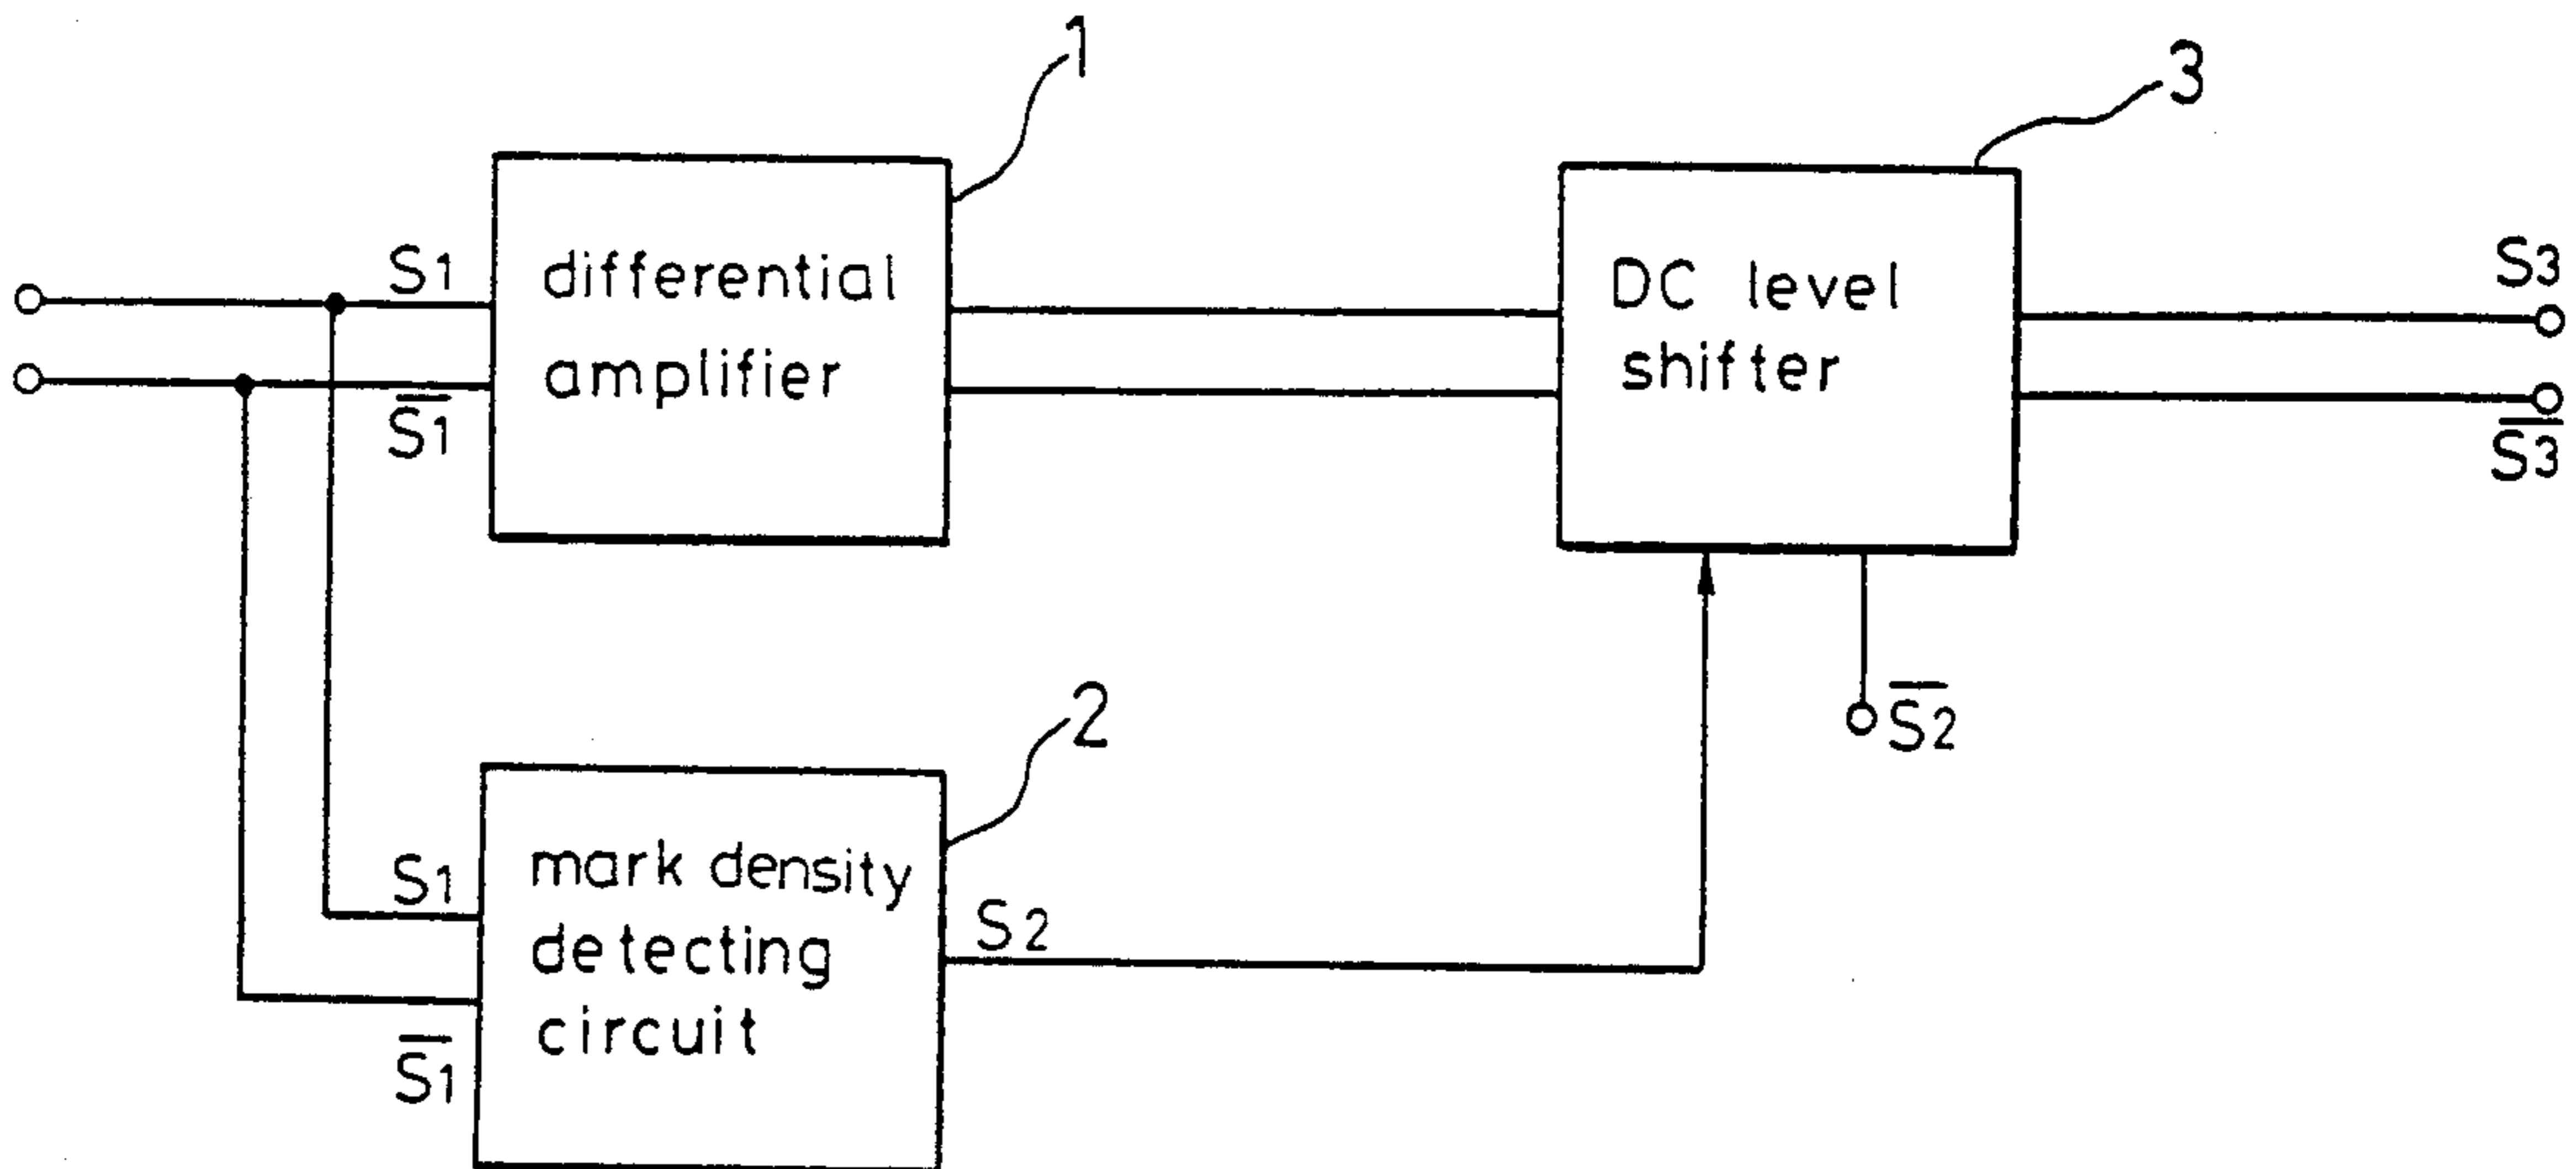 1
3
S1
differential
amplifier
S̅1̅
DC level
shifter
S3
S̅3̅
2
S̅2̅
S1
mark density
detecting
circuit
S̅1̅
S2